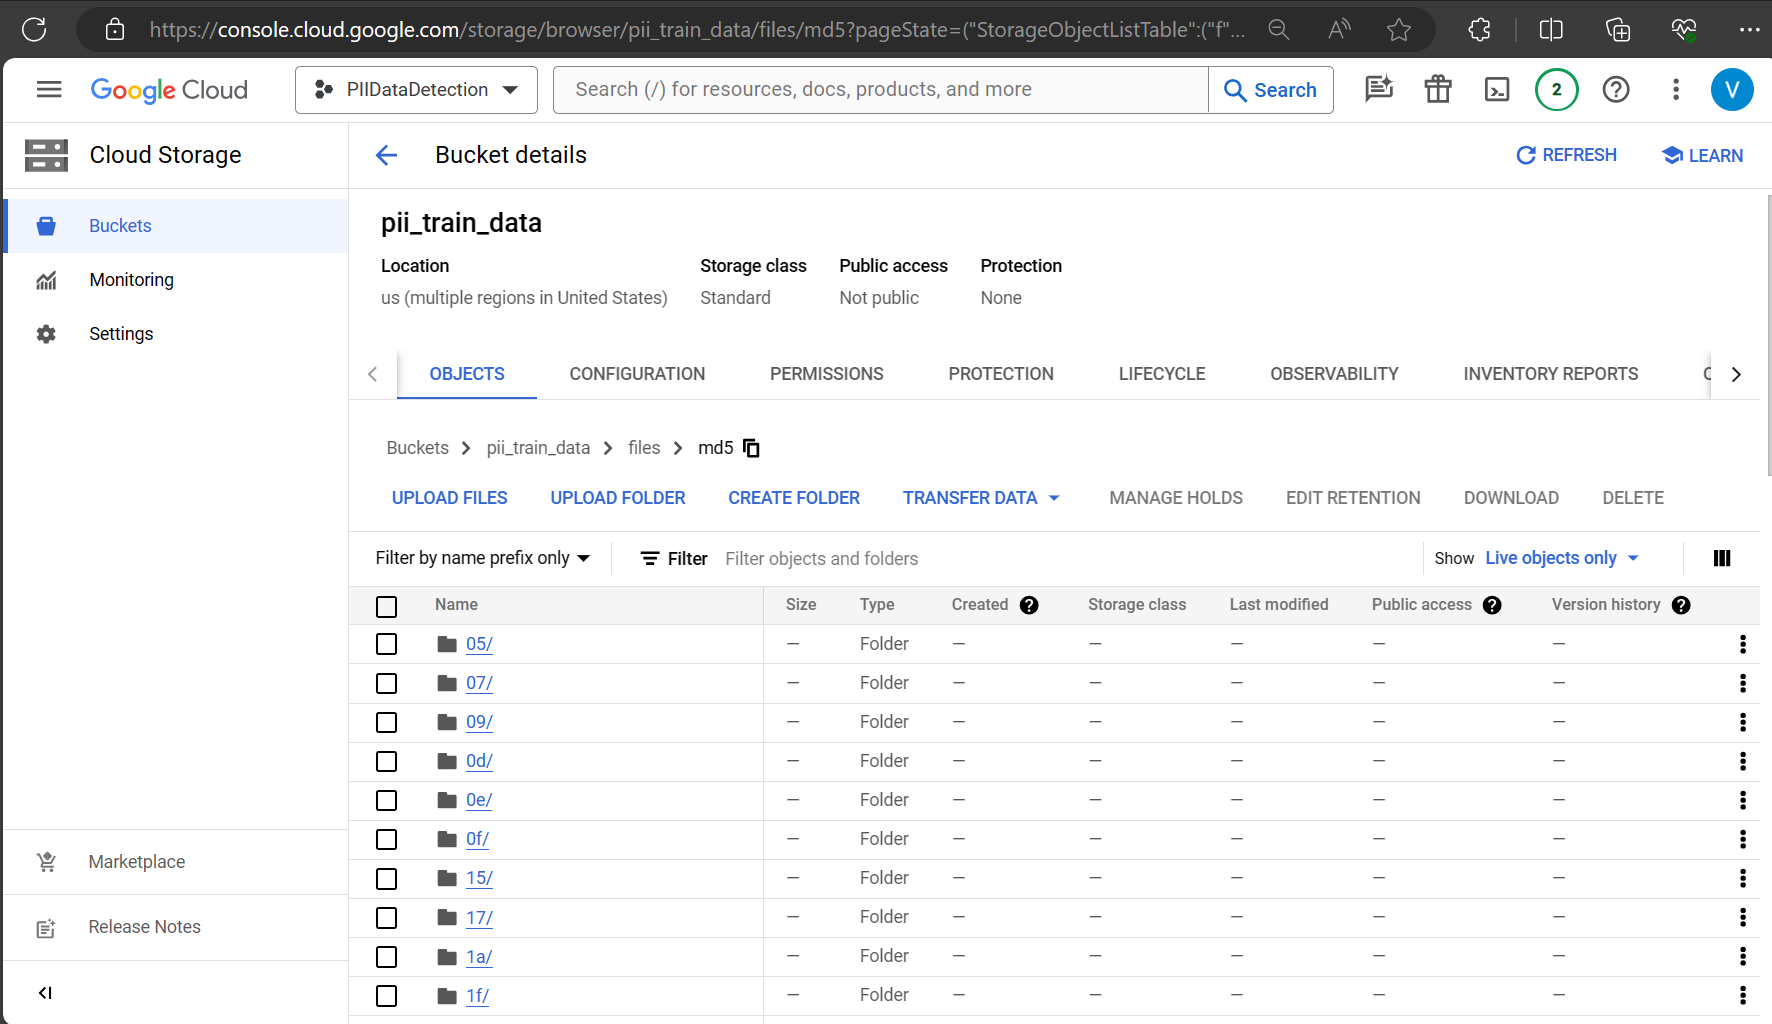 https://console.cloud.google.com/storage/browser/pii_train_data/files/md5?pageState=("StorageObjectListTable":("f"...
Google Cloud
PIIDataDetection
Search (/) for resources, docs, products, and more
Search
2
V
Cloud Storage
Bucket details
REFRESH
LEARN
Buckets
Monitoring
Settings
Marketplace
Release Notes
pii_train_data
Location Storage class Public access Protection
us (multiple regions in United States) Standard Not public None
OBJECTS CONFIGURATION PERMISSIONS PROTECTION LIFECYCLE OBSERVABILITY INVENTORY REPORTS
Buckets > pii_train_data > files > md5
UPLOAD FILES UPLOAD FOLDER CREATE FOLDER TRANSFER DATA MANAGE HOLDS EDIT RETENTION DOWNLOAD DELETE
Filter by name prefix only Filter Filter objects and folders Show Live objects only
Name Size Type Created Storage class Last modified Public access Version history
05/ — Folder — — — — —
07/ — Folder — — — — —
09/ — Folder — — — — —
0d/ — Folder — — — — —
0e/ — Folder — — — — —
0f/ — Folder — — — — —
15/ — Folder — — — — —
17/ — Folder — — — — —
1a/ — Folder — — — — —
1f/ — Folder — — — — —